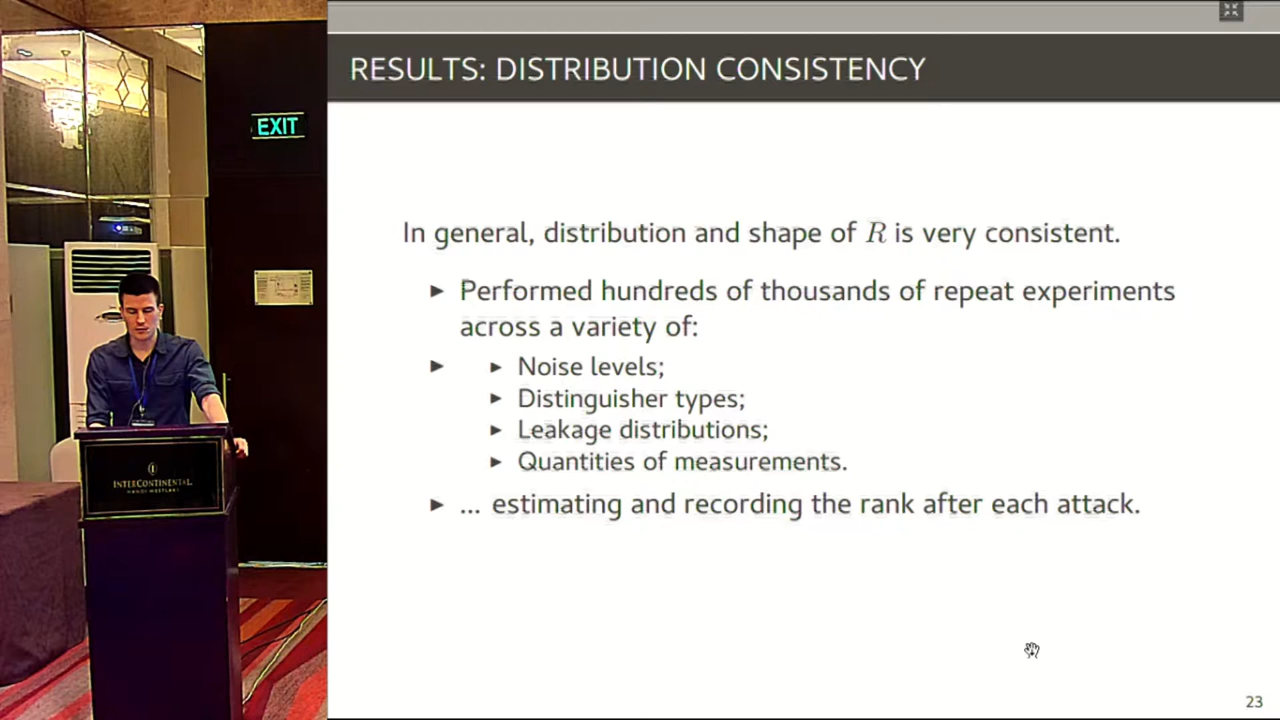 EXIT
INTERCONTINENTAL
HANOI WESTLAKE
RESULTS: DISTRIBUTION CONSISTENCY
In general, distribution and shape of R is very consistent.
▸ Performed hundreds of thousands of repeat experiments
across a variety of:
▸ ▸ Noise levels;
▸ Distinguisher types;
▸ Leakage distributions;
▸ Quantities of measurements.
▸ ... estimating and recording the rank after each attack.
23